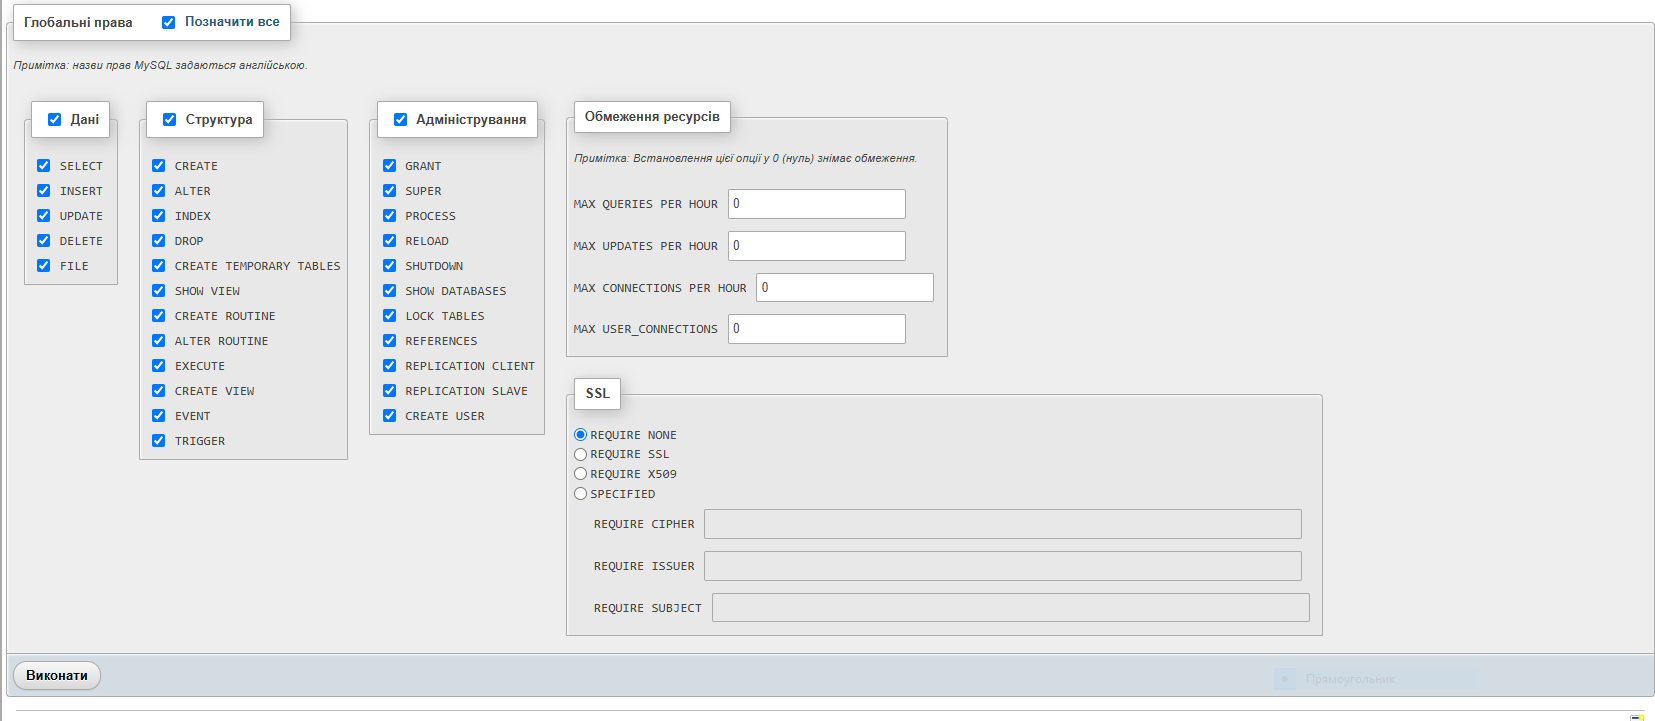 Глобальні права Позначити все
Примітка: назви прав MySQL задаються англійською.
Дані
SELECT
INSERT
UPDATE
DELETE
FILE
Структура
CREATE
ALTER
INDEX
DROP
CREATE TEMPORARY TABLES
SHOW VIEW
CREATE ROUTINE
ALTER ROUTINE
EXECUTE
CREATE VIEW
EVENT
TRIGGER
Адміністрування
GRANT
SUPER
PROCESS
RELOAD
SHUTDOWN
SHOW DATABASES
LOCK TABLES
REFERENCES
REPLICATION CLIENT
REPLICATION SLAVE
CREATE USER
Обмеження ресурсів
Примітка: Встановлення цієї опції у 0 (нуль) знімає обмеження.
MAX QUERIES PER HOUR 0
MAX UPDATES PER HOUR 0
MAX CONNECTIONS PER HOUR 0
MAX USER_CONNECTIONS 0
SSL
REQUIRE NONE
REQUIRE SSL
REQUIRE X509
SPECIFIED
REQUIRE CIPHER
REQUIRE ISSUER
REQUIRE SUBJECT
Виконати
Прямоугольник